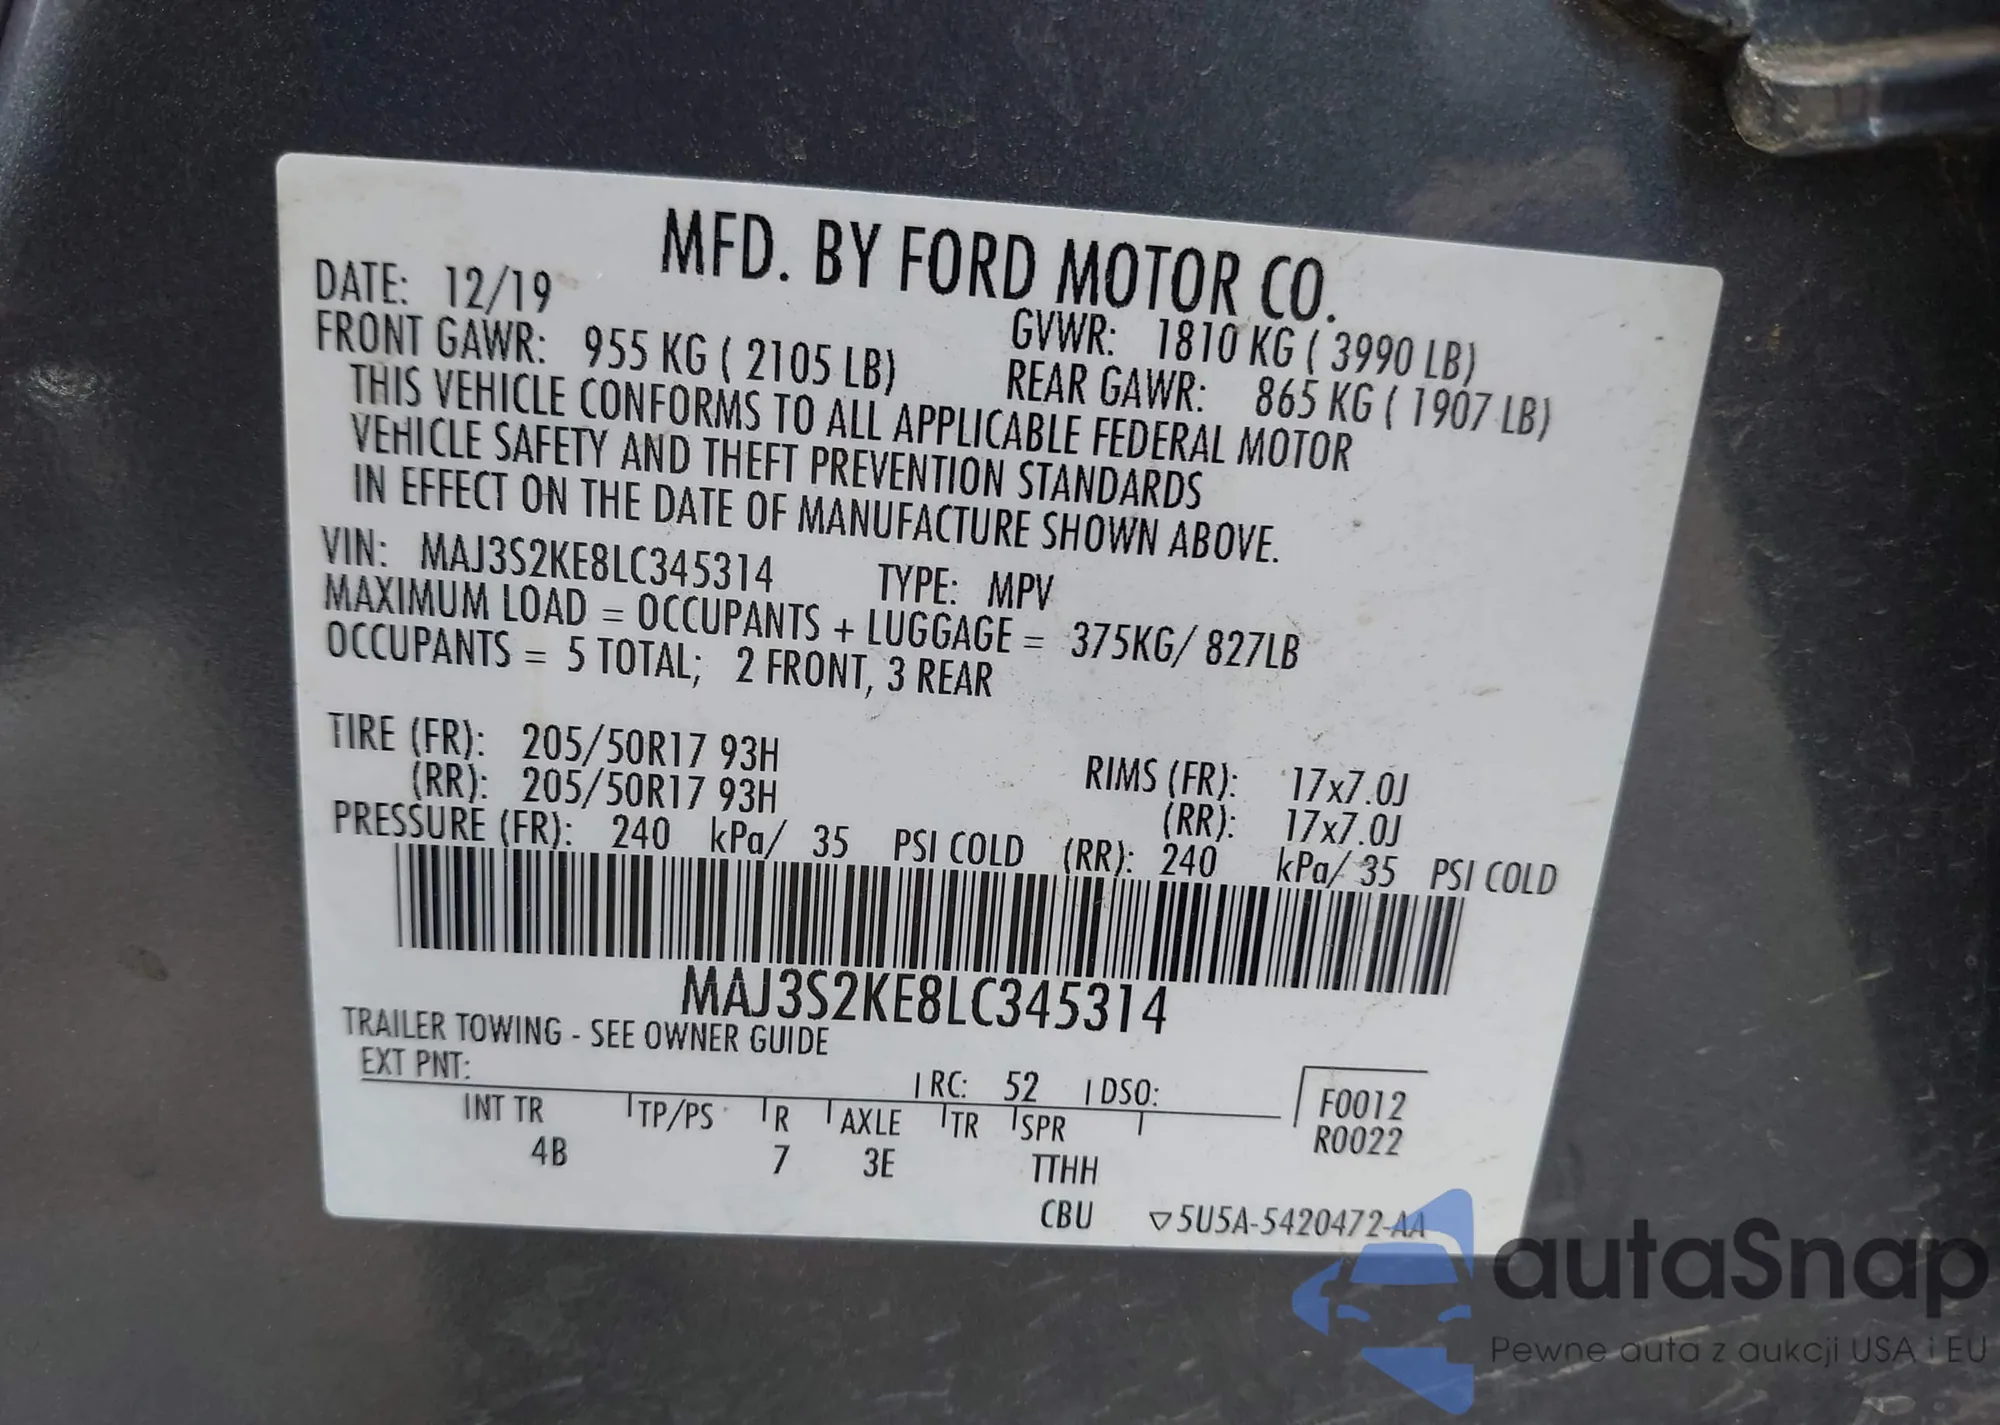 MFD. BY FORD MOTOR CO.
DATE: 12/19 GVWR: 1810 KG ( 3990 LB)
FRONT GAWR: 955 KG ( 2105 LB) REAR GAWR: 865 KG ( 1907 LB)
THIS VEHICLE CONFORMS TO ALL APPLICABLE FEDERAL MOTOR
VEHICLE SAFETY AND THEFT PREVENTION STANDARDS
IN EFFECT ON THE DATE OF MANUFACTURE SHOWN ABOVE.
VIN: MAJ3S2KE8LC345314 TYPE: MPV
MAXIMUM LOAD = OCCUPANTS + LUGGAGE = 375KG/ 827LB
OCCUPANTS = 5 TOTAL; 2 FRONT, 3 REAR
TIRE (FR): 205/50R17 93H RIMS (FR): 17x7.0J
(RR): 205/50R17 93H (RR): 17x7.0J
PRESSURE (FR): 240 kPa/ 35 PSI COLD (RR): 240 kPa/ 35 PSI COLD
MAJ3S2KE8LC345314
TRAILER TOWING - SEE OWNER GUIDE
EXT PNT: RC: 52 DSO: F0012
INT TR TP/PS R AXLE TR SPR R0022
4B 7 3E TTHH
CBU ▽5U5A-5420472-AA
autaSnap
Pewne auta z aukcji USA i EU